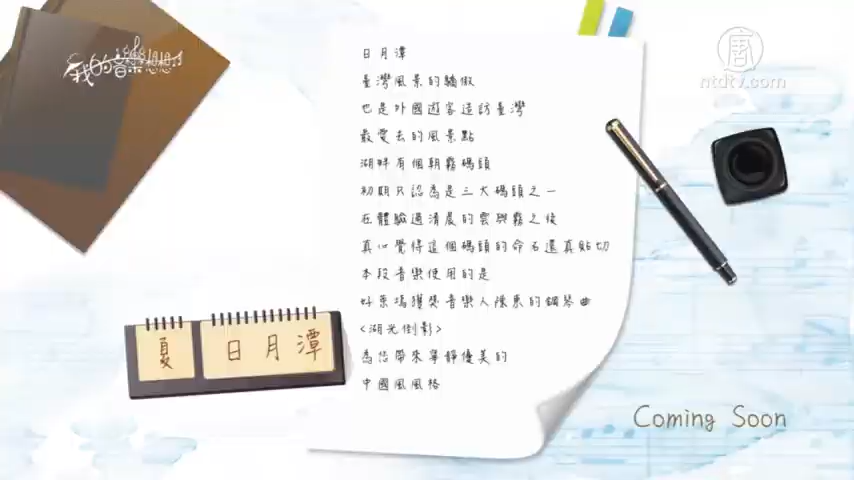 我的音樂想想
唐
ntdtv.com
日月潭
臺灣風景的驕傲
也是外國遊客造訪臺灣
最愛去的風景點
湖畔有個朝霧碼頭
初期只認為是三大碼頭之一
在體驗過清晨的雲與霧之後
真心覺得這個碼頭的命名還真貼切
本段音樂使用的是
好萊塢獲獎音樂人陳東的鋼琴曲
<湖光倒影>
為您帶來寧靜優美的
中國風風格
夏
日月潭
Coming Soon